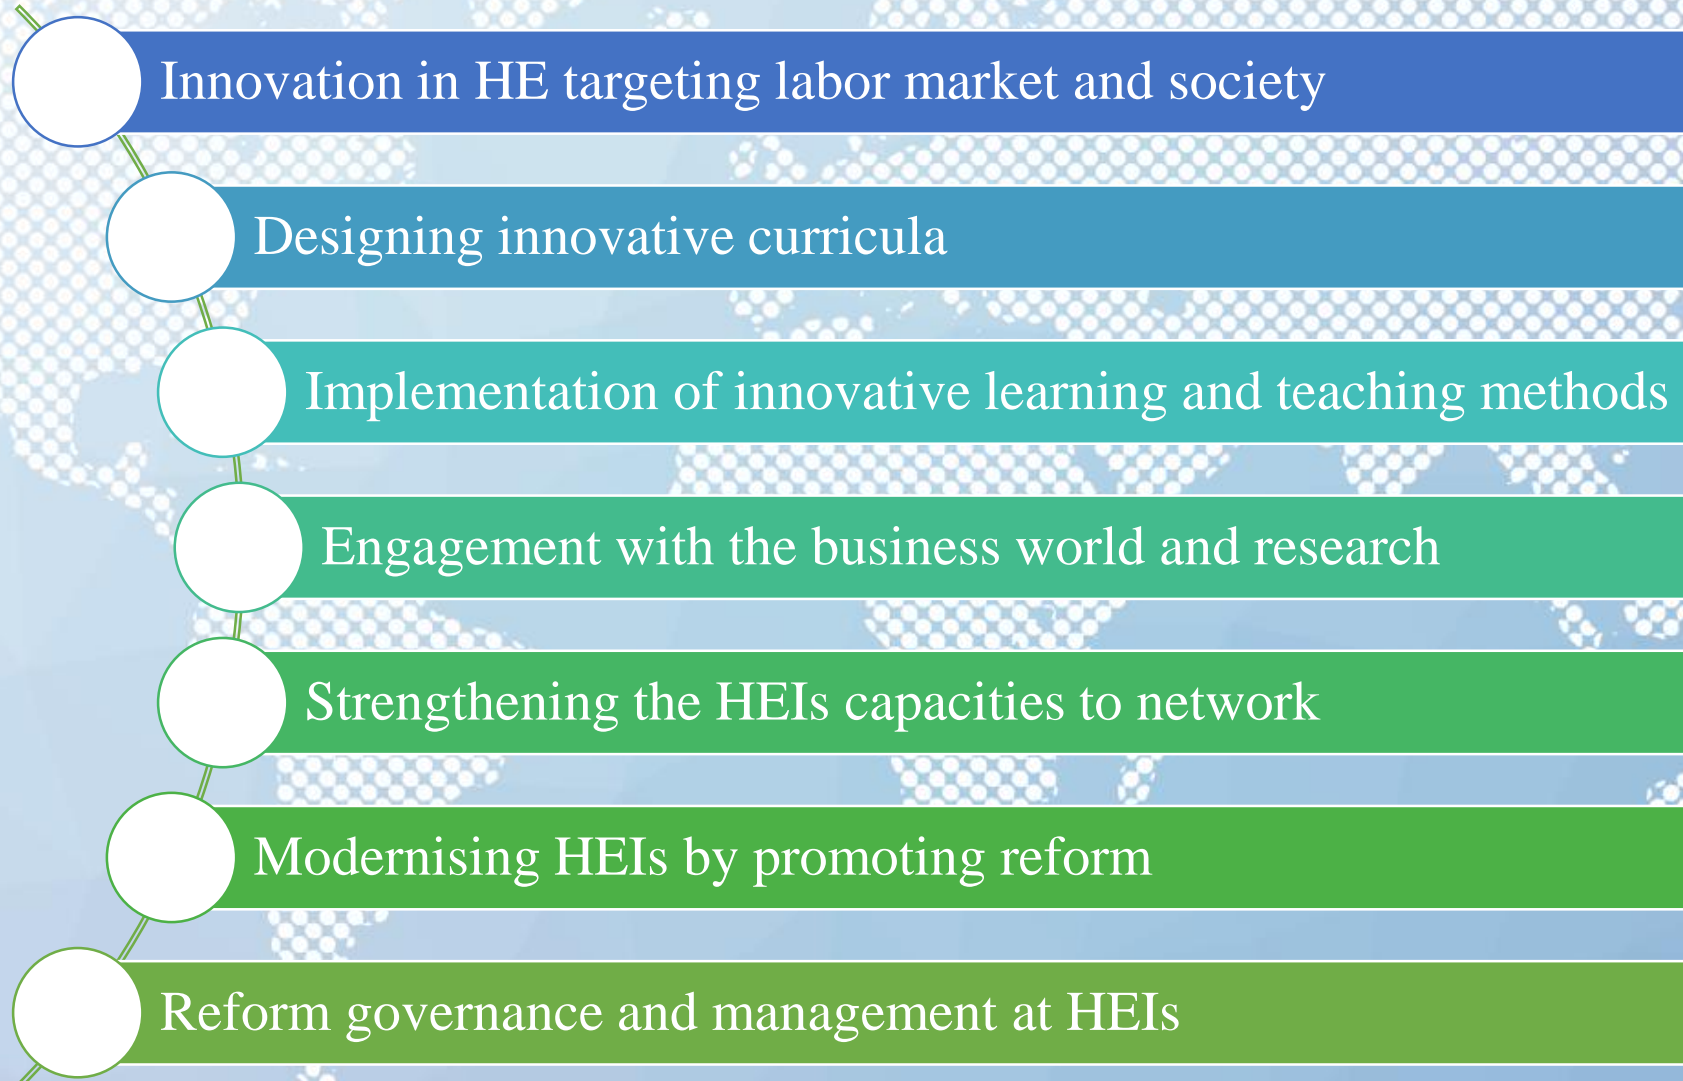 Innovation in HE targeting labor market and society
Designing innovative curricula
Implementation of innovative learning and teaching methods
Engagement with the business world and research
Strengthening the HEIs capacities to network
Modernising HEIs by promoting reform
Reform governance and management at HEIs